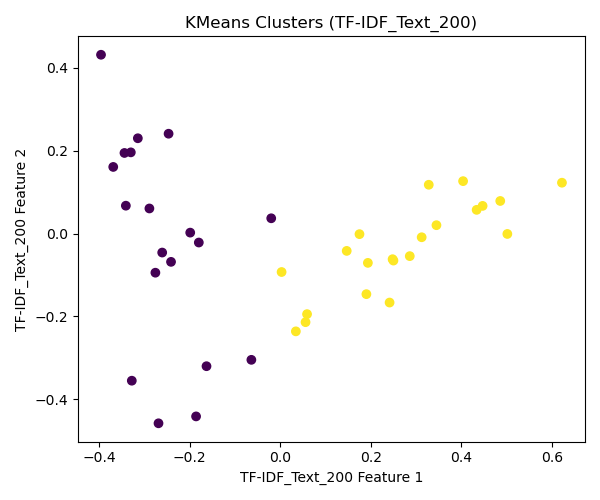 KMeans Clusters (TF-IDF_Text_200)
0.4
0.2
0.0
−0.2
−0.4
TF-IDF_Text_200 Feature 2
−0.4 −0.2 0.0 0.2 0.4 0.6
TF-IDF_Text_200 Feature 1